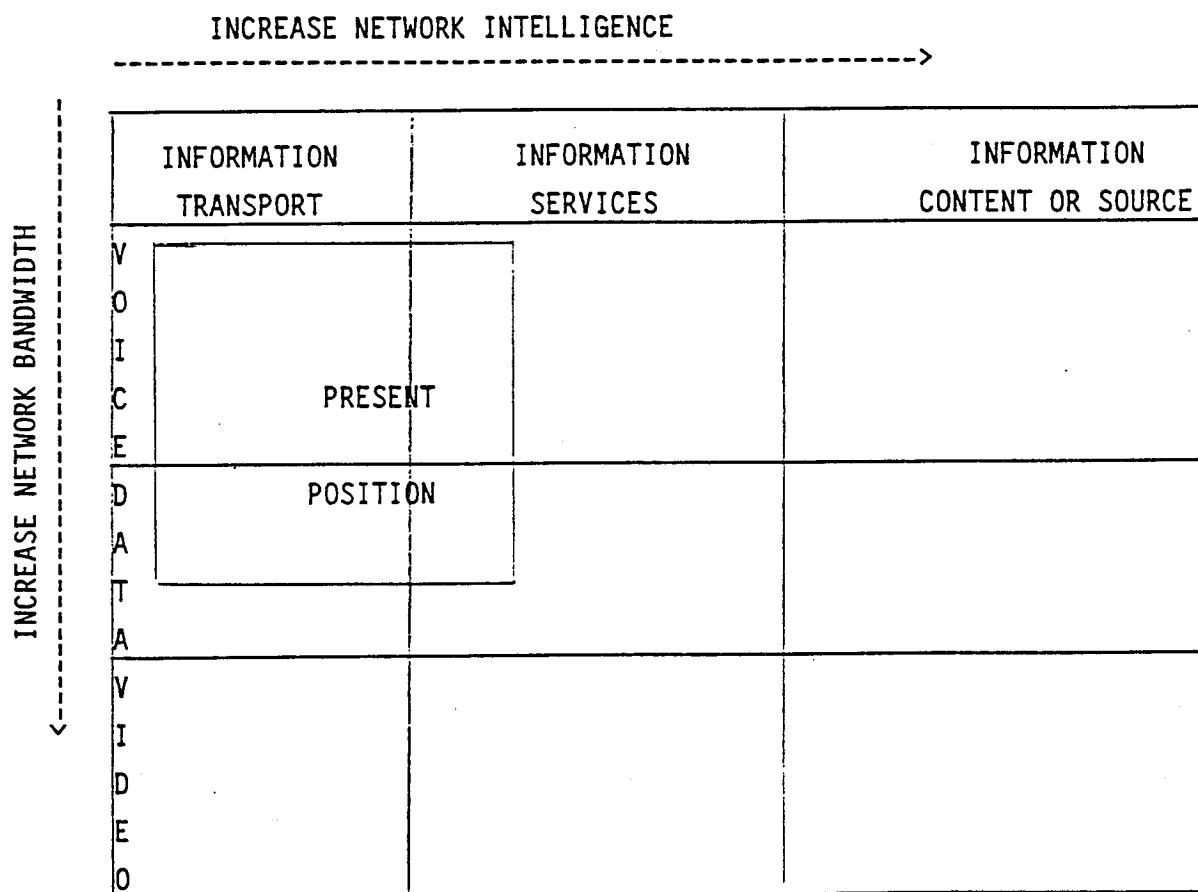 INCREASE NETWORK INTELLIGENCE
INCREASE NETWORK BANDWIDTH
INFORMATION TRANSPORT
INFORMATION SERVICES
INFORMATION CONTENT OR SOURCE
VOICE
PRESENT
POSITION
DATA
VIDEO